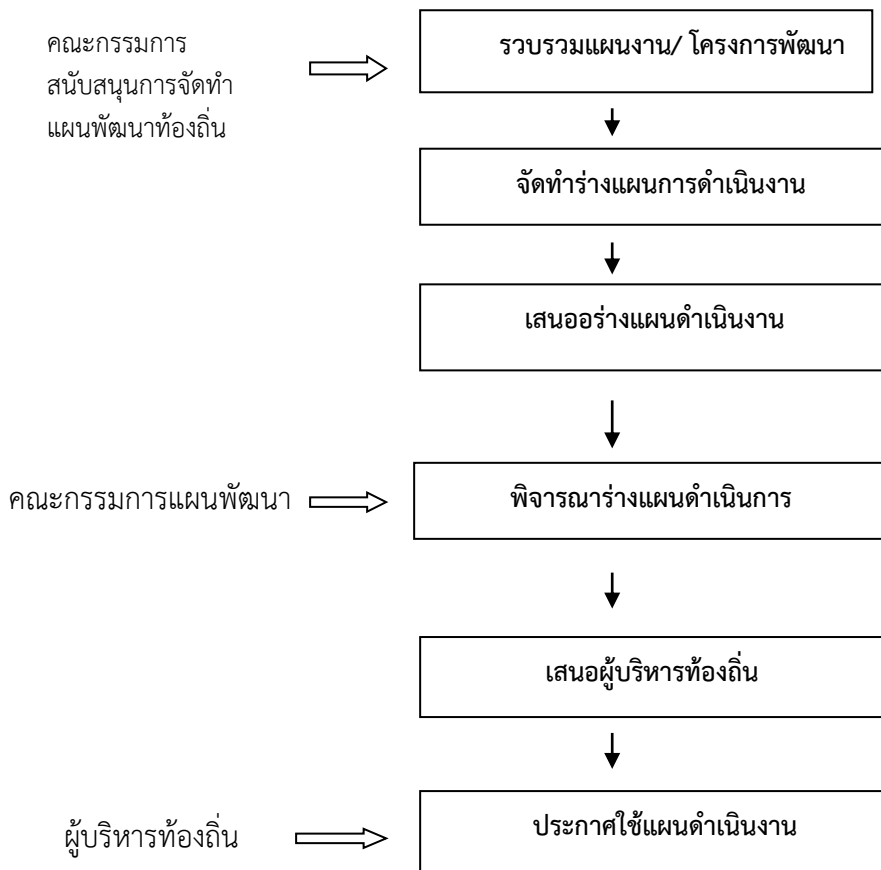 คณะกรรมการ
สนับสนุนการจัดทำ
แผนพัฒนาท้องถิ่น
รวบรวมแผนงาน/ โครงการพัฒนา
จัดทำร่างแผนการดำเนินงาน
เสนออร่างแผนดำเนินงาน
คณะกรรมการแผนพัฒนา
พิจารณาร่างแผนดำเนินการ
เสนอผู้บริหารท้องถิ่น
ผู้บริหารท้องถิ่น
ประกาศใช้แผนดำเนินงาน